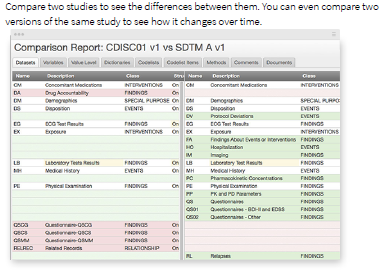 Compare two studies to see the differences between them. You can even compare two
versions of the same study to see how it changes over time.
Comparison Report: CDISC01 v1 vs SDTM A v1
Datasets Variables Value Level Dictionaries Codelists Codelist Items Methods Comments Documents
Name Description Class Stru Name Description Class
CM Concomitant Medications INTERVENTIONS On CM Concomitant Medications INTERVENTIONS
DA Drug Accountability FINDINGS On
DM Demographics SPECIAL PURPOSE On DM Demographics SPECIAL PURPO
DS Disposition EVENTS On DS Disposition EVENTS
DV Protocol Deviations EVENTS
EG ECG Test Results FINDINGS On EG ECG Test Results FINDINGS
EX Exposure INTERVENTIONS On EX Exposure INTERVENTIONS
FA Findings About Events or Interventions FINDINGS
HO Hospitalization EVENTS
IM Imaging FINDINGS
LB Laboratory Tests Results FINDINGS On LB Laboratory Test Results FINDINGS
MH Medical History EVENTS On MH Medical History EVENTS
PC Pharmacokinetic Concentrations FINDINGS
PE Physical Examination FINDINGS On PE Physical Examination FINDINGS
PP PK and PD Parameters FINDINGS
QS Questionnaires FINDINGS
QSCG Questionnaire-QSCG FINDINGS On QS01 Questionnaires - BDI-II and EDSS FINDINGS
QSCS Questionnaire-QSCS FINDINGS On QS02 Questionnaires - Other FINDINGS
QSMM Questionnaire-QSMM FINDINGS On
RELREC Related Records RELATIONSHIP On
RL Relapses FINDINGS